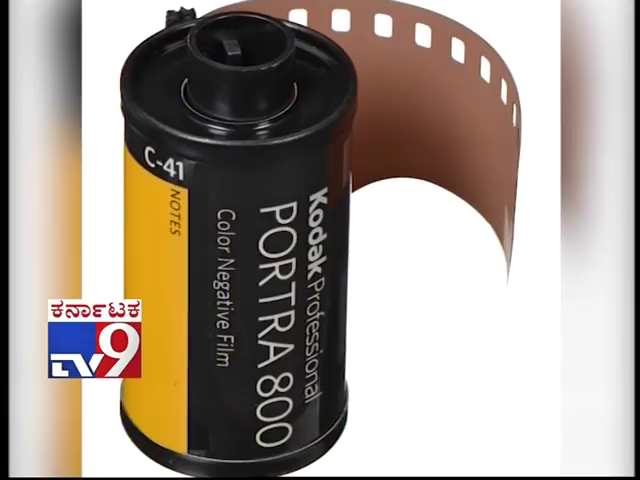 C-41
NOTES
Kodak Professional
PORTRA 800
Color Negative Film
ಕರ್ನಾಟಕ
TV9